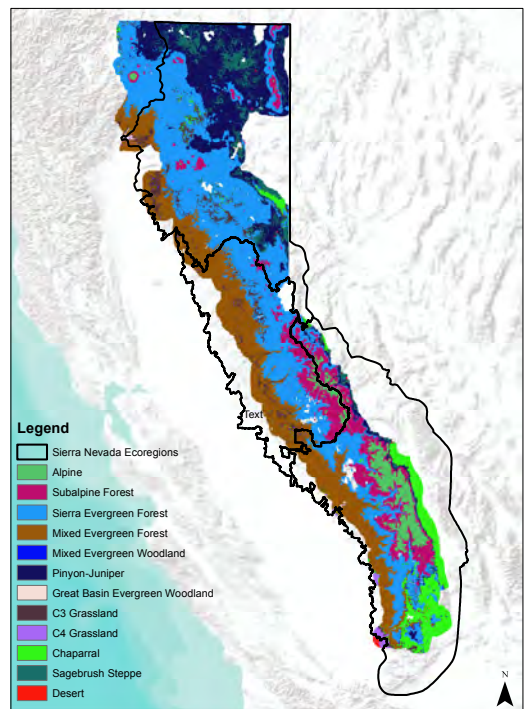 Text
Legend
Sierra Nevada Ecoregions
Alpine
Subalpine Forest
Sierra Evergreen Forest
Mixed Evergreen Forest
Mixed Evergreen Woodland
Pinyon-Juniper
Great Basin Evergreen Woodland
C3 Grassland
C4 Grassland
Chaparral
Sagebrush Steppe
Desert
N